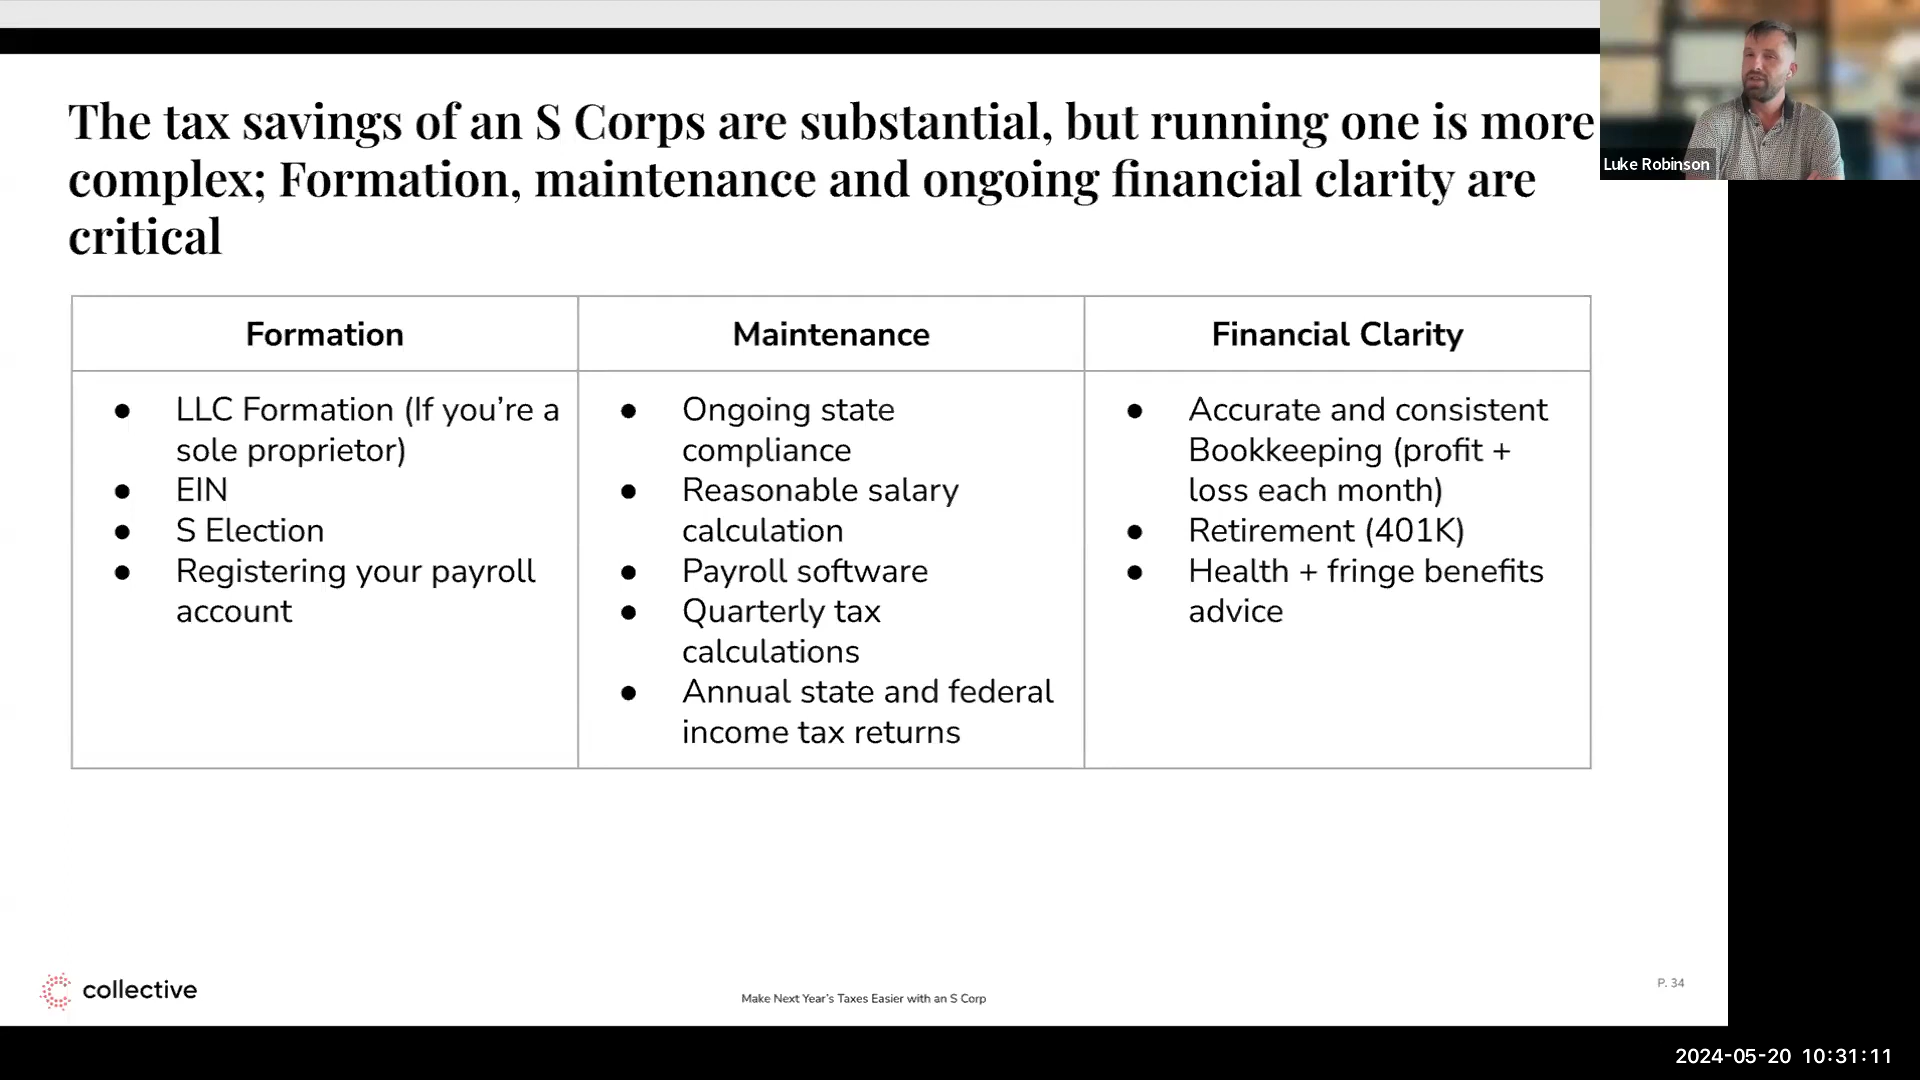 The tax savings of an S Corps are substantial, but running one is more
complex; Formation, maintenance and ongoing financial clarity are
critical
Luke Robinson
Formation
LLC Formation (If you’re a
sole proprietor)
EIN
S Election
Registering your payroll
account
Maintenance
Ongoing state
compliance
Reasonable salary
calculation
Payroll software
Quarterly tax
calculations
Annual state and federal
income tax returns
Financial Clarity
Accurate and consistent
Bookkeeping (profit +
loss each month)
Retirement (401K)
Health + fringe benefits
advice
collective
Make Next Year’s Taxes Easier with an S Corp
P. 34
2024-05-20 10:31:11